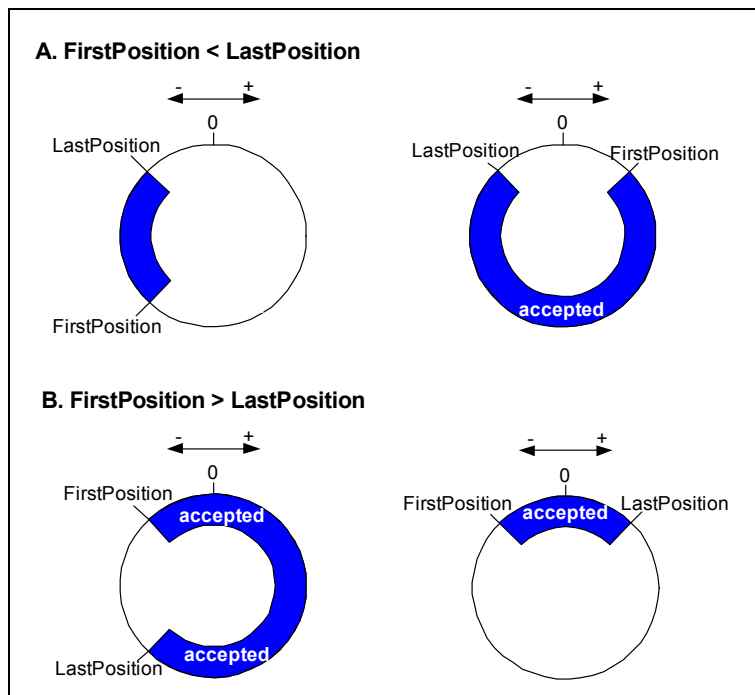 A. FirstPosition < LastPosition
- +
0
LastPosition
FirstPosition
- +
0
LastPosition
FirstPosition
accepted
B. FirstPosition > LastPosition
- +
0
FirstPosition
accepted
LastPosition
accepted
- +
0
FirstPosition
LastPosition
accepted